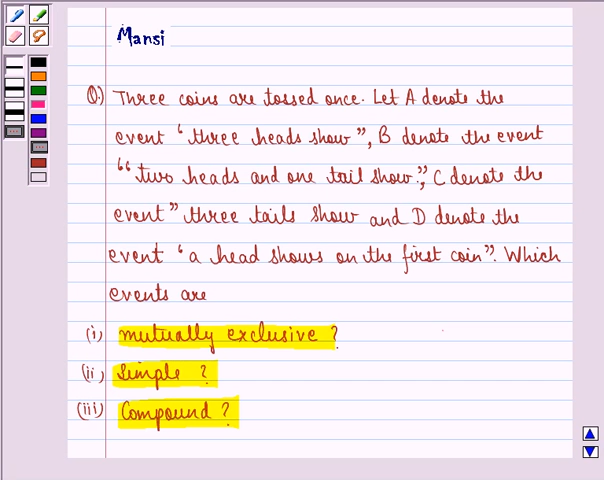 Mansi
Q.) Three coins are tossed once. Let A denote the
event "three heads show", B denote the event
"two heads and one tail show.", C denote the
event" three tails show and D denote the
event "a head shows on the first coin". Which
events are
(i) mutually exclusive ?
(ii) Simple ?
(iii) Compound ?